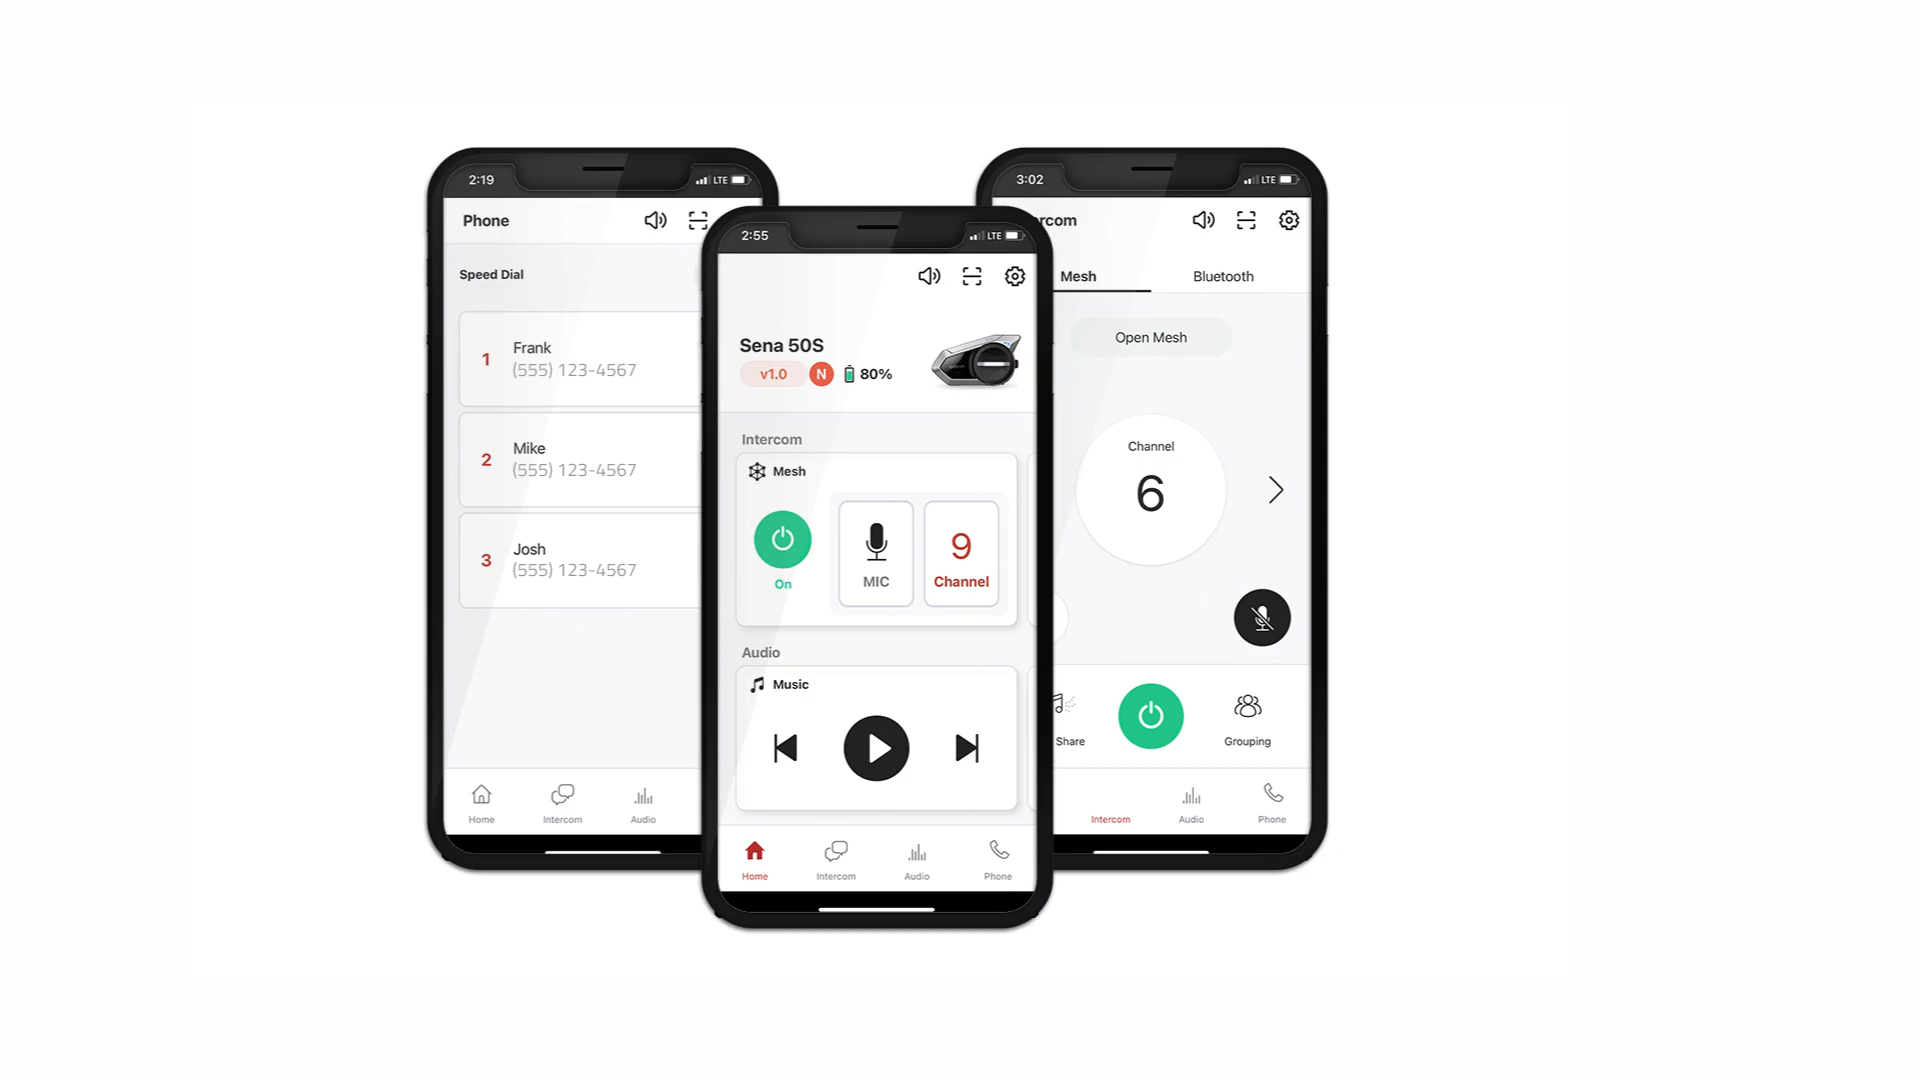 2:19
LTE
Phone
Speed Dial
1
Frank
(555) 123-4567
2
Mike
(555) 123-4567
3
Josh
(555) 123-4567
Home
Intercom
Audio
2:55
LTE
Sena 50S
v1.0
N
80%
Intercom
Mesh
On
MIC
9
Channel
Audio
Music
Home
Intercom
Audio
Phone
3:02
LTE
rcom
Mesh
Bluetooth
Open Mesh
Channel
6
Share
Grouping
Intercom
Audio
Phone